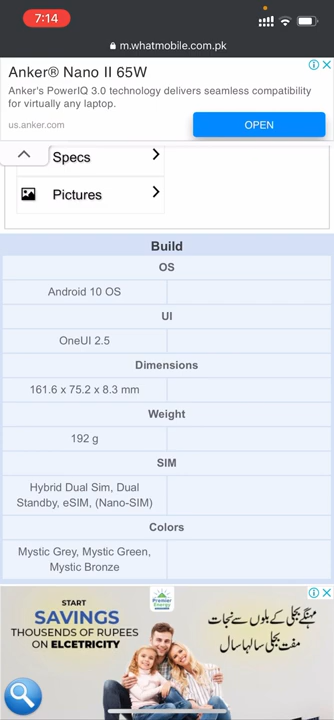 7:14
m.whatmobile.com.pk
Anker® Nano II 65W
Anker's PowerIQ 3.0 technology delivers seamless compatibility
for virtually any laptop.
us.anker.com
OPEN
Specs
Pictures
Build
OS
Android 10 OS
UI
OneUI 2.5
Dimensions
161.6 x 75.2 x 8.3 mm
Weight
192 g
SIM
Hybrid Dual Sim, Dual
Standby, eSIM, (Nano-SIM)
Colors
Mystic Grey, Mystic Green,
Mystic Bronze
START
SAVINGS
THOUSENDS OF RUPEES
ON ELCETRICITY
Premier
Energy
مہنگے بجلی کے بلوں سے نجات
مفت بجلی سالہا سال